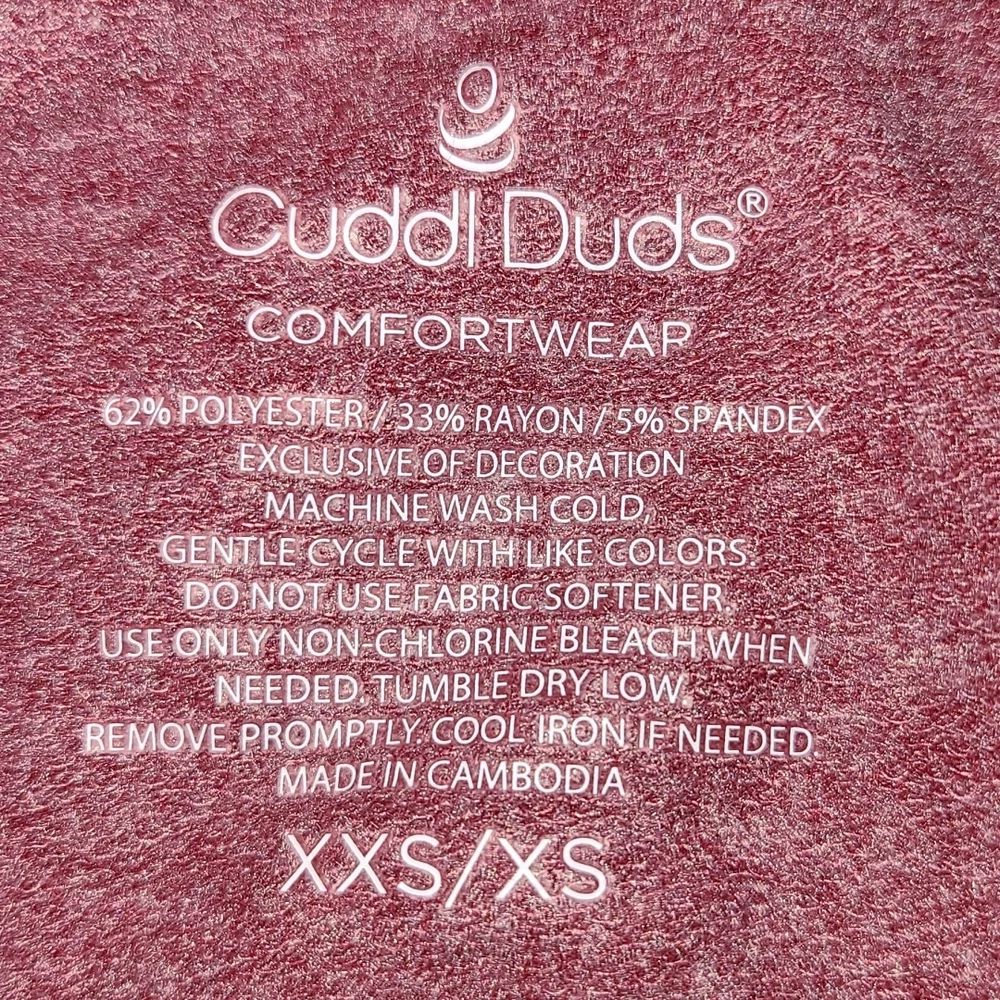 Cuddl Duds®
COMFORTWEAR
62% POLYESTER / 33% RAYON / 5% SPANDEX
EXCLUSIVE OF DECORATION
MACHINE WASH COLD,
GENTLE CYCLE WITH LIKE COLORS.
DO NOT USE FABRIC SOFTENER.
USE ONLY NON-CHLORINE BLEACH WHEN
NEEDED. TUMBLE DRY LOW.
REMOVE PROMPTLY. COOL IRON IF NEEDED.
MADE IN CAMBODIA
XXS/XS